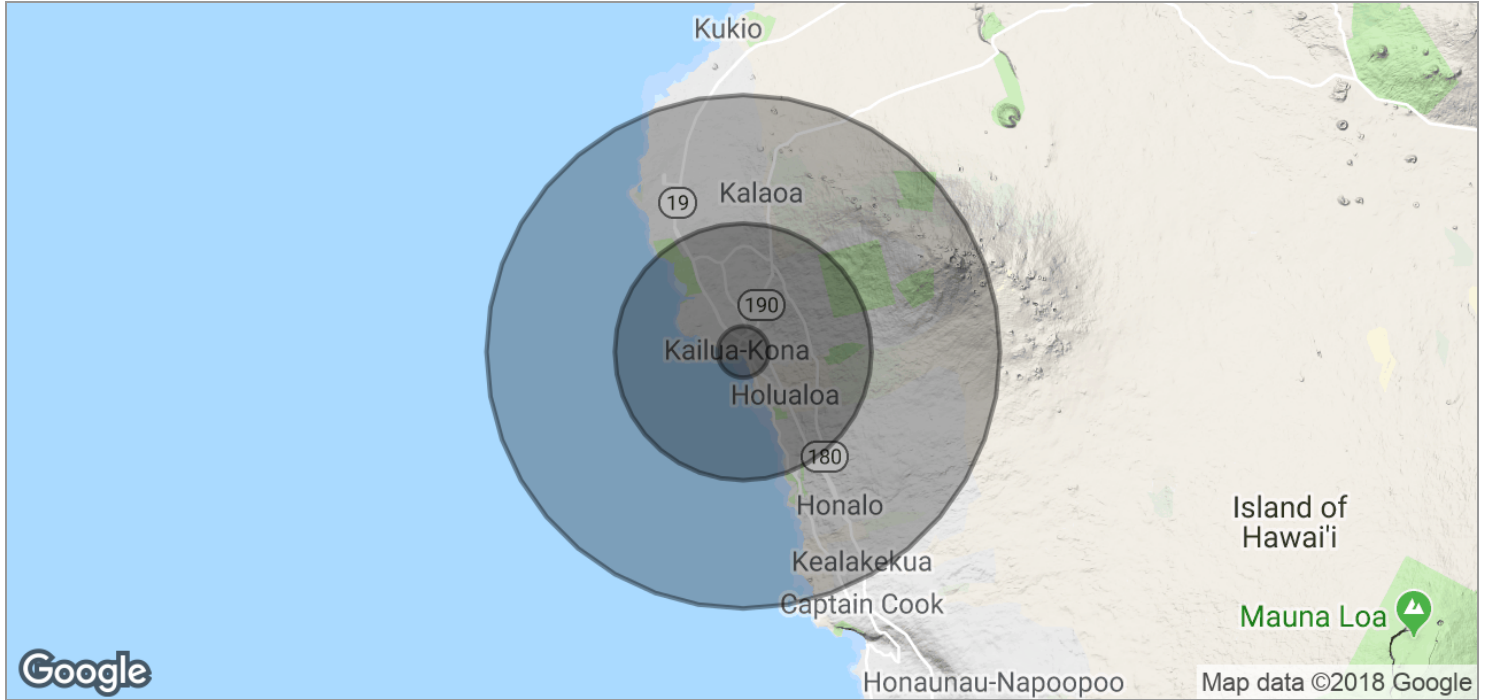 Kukio
Kalaoa
19
190
Kailua-Kona
Holualoa
180
Honalo
Island of
Hawai'i
Kealakekua
Captain Cook
Mauna Loa
Google
Honaunau-Napoopoo
Map data ©2018 Google